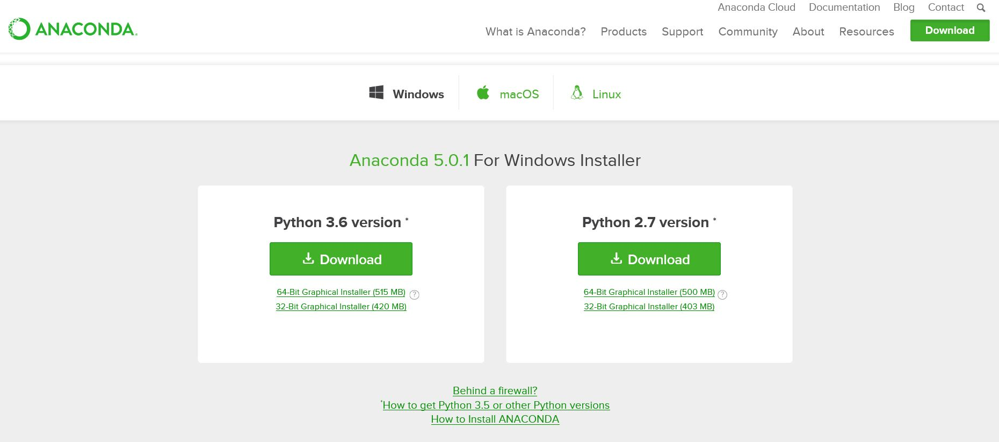 Anaconda Cloud Documentation Blog Contact
ANACONDA®
What is Anaconda? Products Support Community About Resources Download
Windows macOS Linux
Anaconda 5.0.1 For Windows Installer
Python 3.6 version *
Download
64-Bit Graphical Installer (515 MB) ?
32-Bit Graphical Installer (420 MB)
Python 2.7 version *
Download
64-Bit Graphical Installer (500 MB) ?
32-Bit Graphical Installer (403 MB)
Behind a firewall?
*How to get Python 3.5 or other Python versions
How to Install ANACONDA